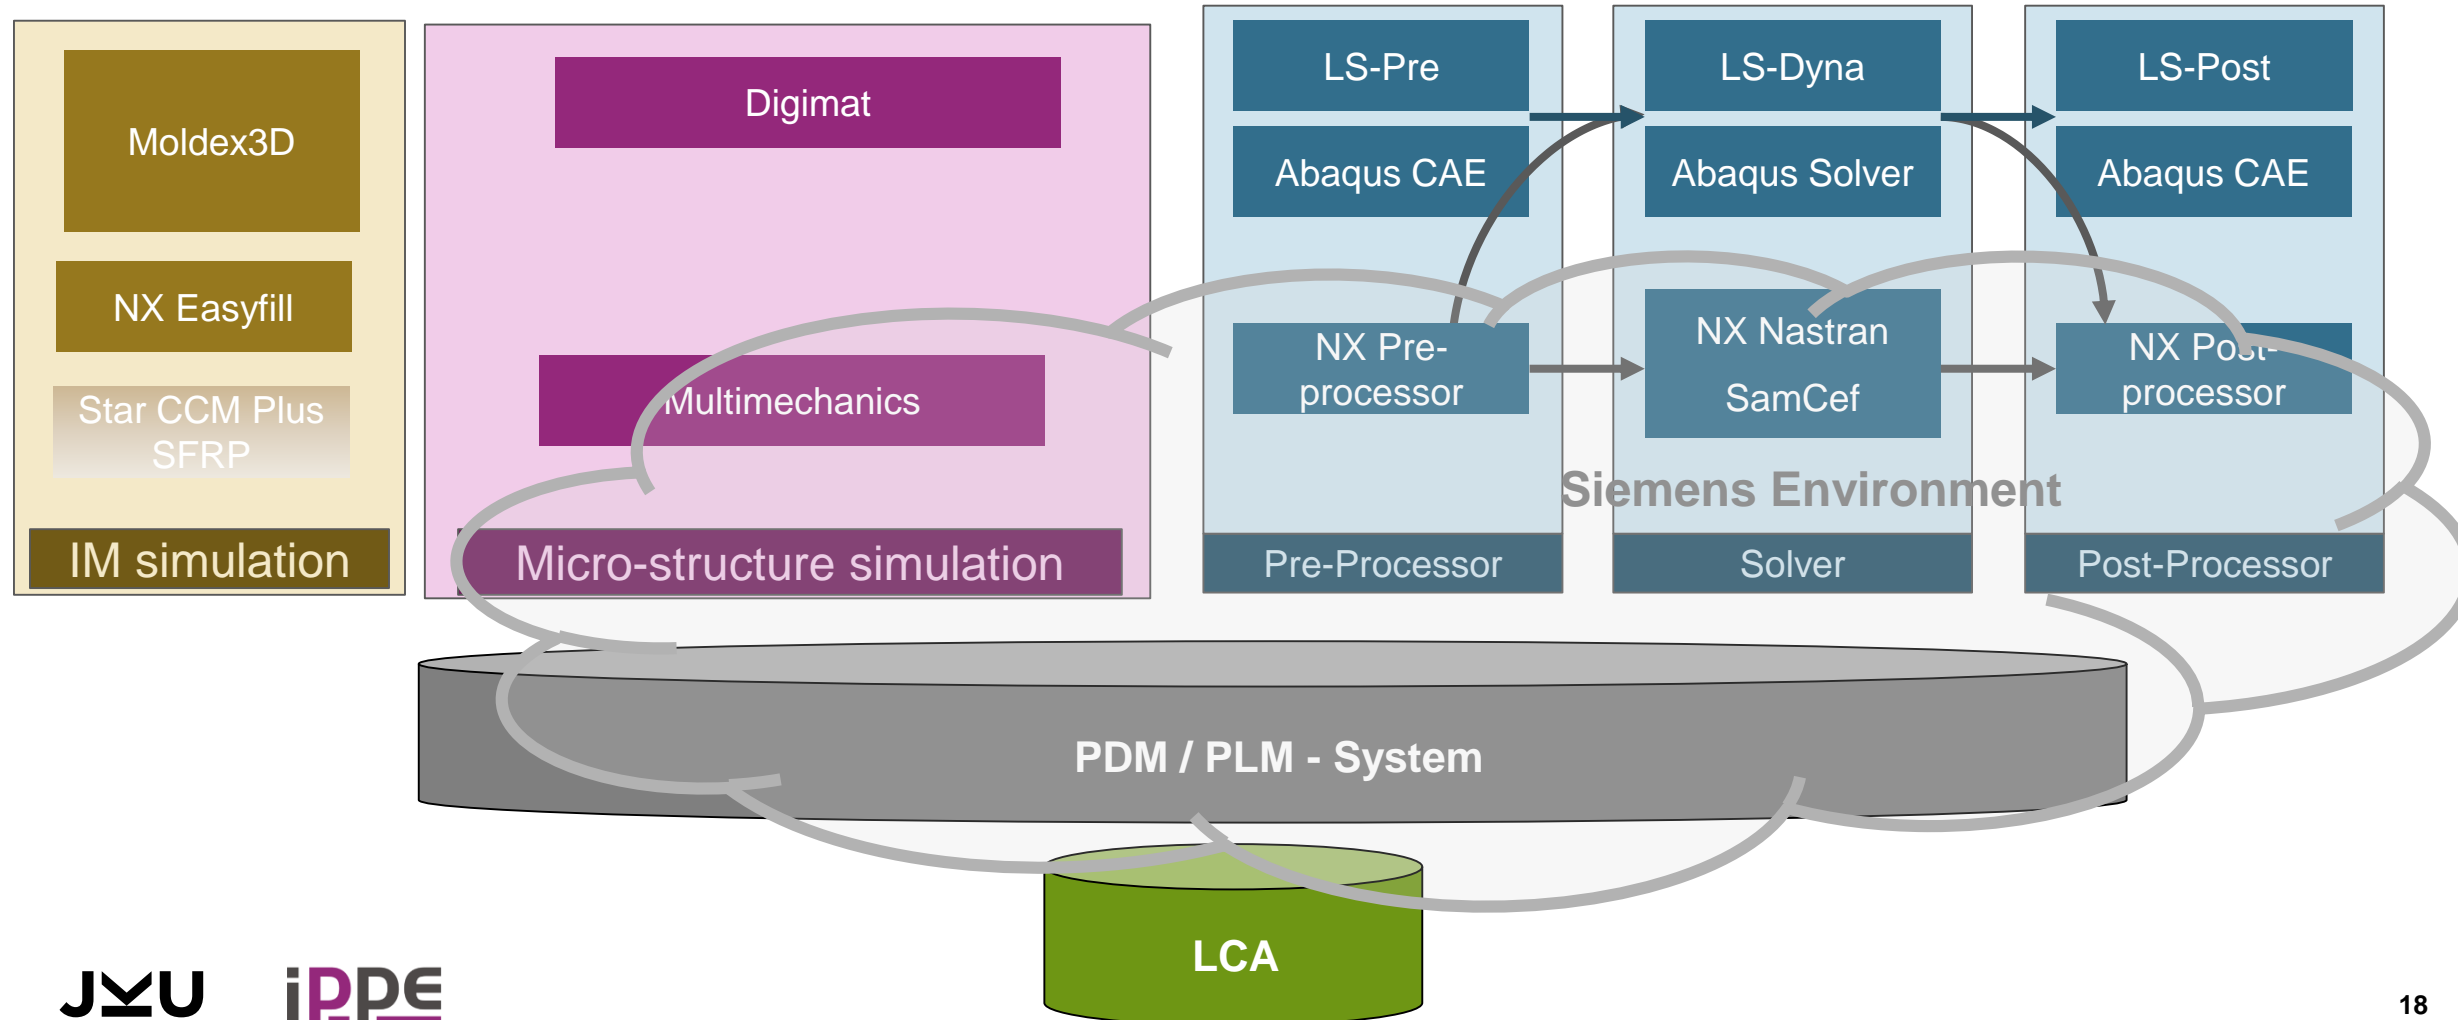 Moldex3D
NX Easyfill
Star CCM Plus
SFRP
IM simulation
Digimat
Multimechanics
Micro-structure simulation
LS-Pre
Abaqus CAE
NX Pre-
processor
Pre-Processor
LS-Dyna
Abaqus Solver
NX Nastran
SamCef
Solver
LS-Post
Abaqus CAE
NX Post-
processor
Post-Processor
Siemens Environment
PDM / PLM - System
LCA
JKU
iPPE
18